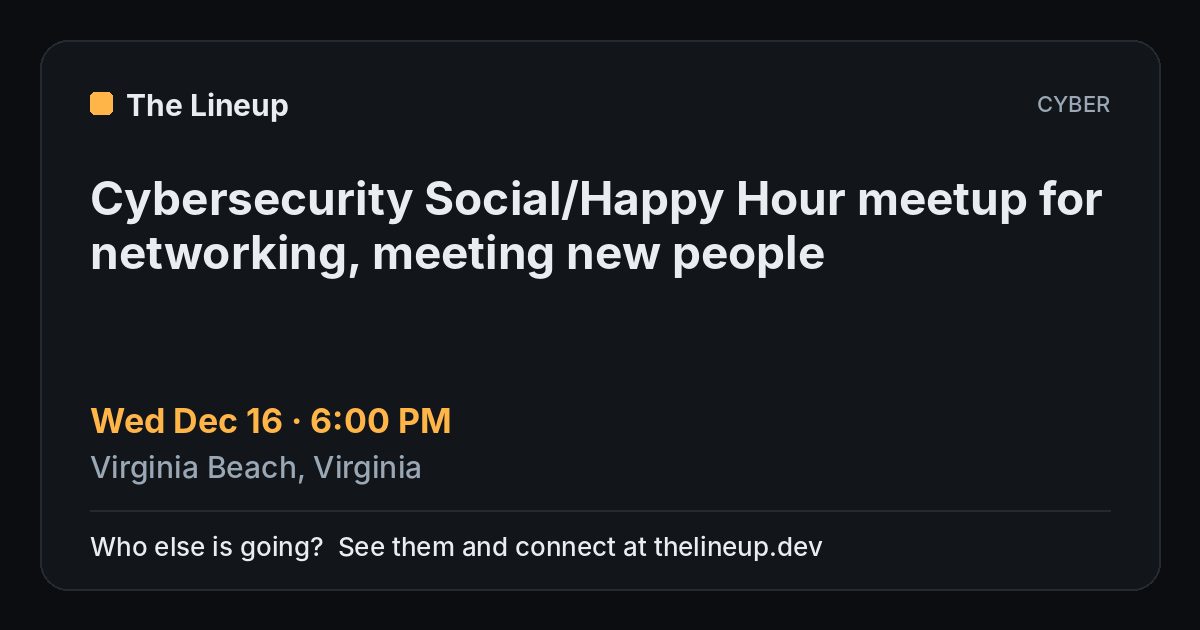 The Lineup
CYBER
Cybersecurity Social/Happy Hour meetup for
networking, meeting new people
Wed Dec 16 · 6:00 PM
Virginia Beach, Virginia
Who else is going? See them and connect at thelineup.dev